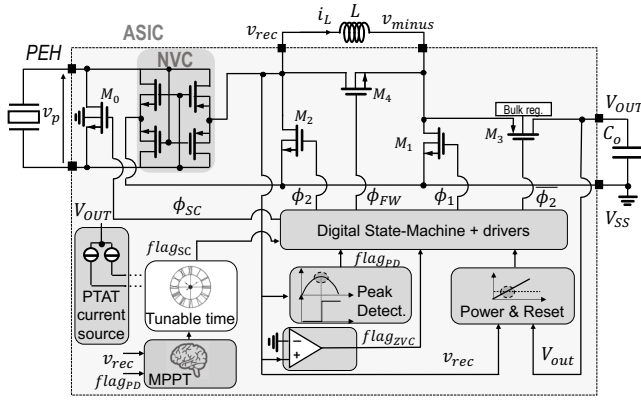 v_rec i_L L v_minus
ASIC
PEH NVC
v_p M_0 M_4 Bulk reg. V_OUT
M_2 M_1 M_3 C_o
ϕ_2 ϕ_FW ϕ_1 \overline{ϕ_2}
V_SS
V_OUT ϕ_SC
Digital State-Machine + drivers
flag_SC flag_PD
PTAT
current
source
Tunable time
Peak
Detect.
Power & Reset
flag_ZVC
− +
v_rec
flag_PD
MPPT
v_rec V_out